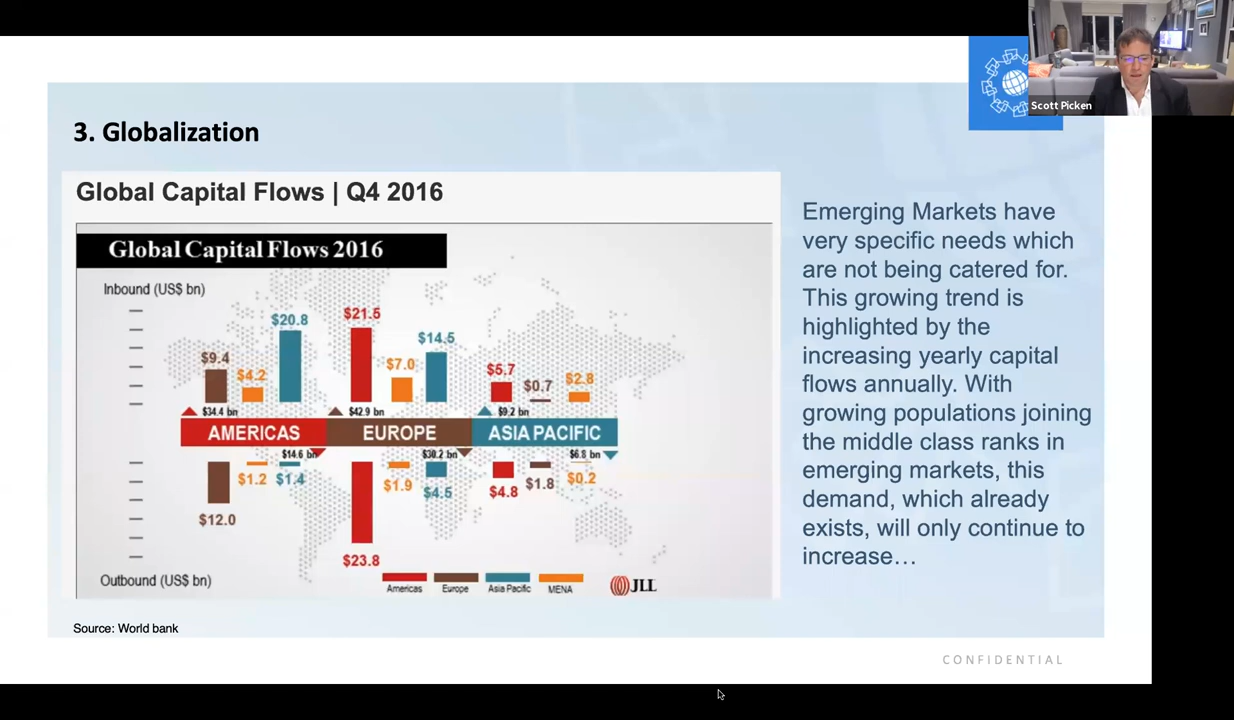 Scott Picken
3. Globalization
Global Capital Flows | Q4 2016
Global Capital Flows 2016
Inbound (US$ bn)
$9.4
$4.2
$20.8
$21.5
$7.0
$14.5
$5.7
$0.7
$2.8
$34.4 bn
$42.9 bn
$9.2 bn
AMERICAS
EUROPE
ASIA PACIFIC
$14.6 bn
$30.2 bn
$6.8 bn
$12.0
$1.2
$1.4
$23.8
$1.9
$4.5
$4.8
$1.8
$0.2
Outbound (US$ bn)
Americas
Europe
Asia Pacific
MENA
JLL
Emerging Markets have
very specific needs which
are not being catered for.
This growing trend is
highlighted by the
increasing yearly capital
flows annually. With
growing populations joining
the middle class ranks in
emerging markets, this
demand, which already
exists, will only continue to
increase…
Source: World bank
CONFIDENTIAL